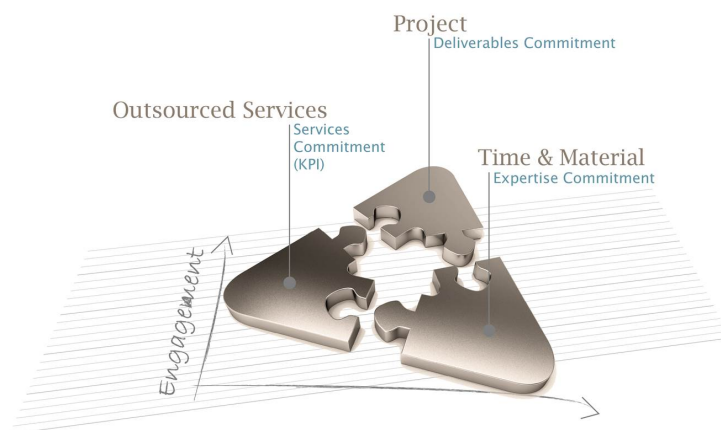 Project
Deliverables Commitment
Outsourced Services
Services
Commitment
(KPI)
Time & Material
Expertise Commitment
Engagement